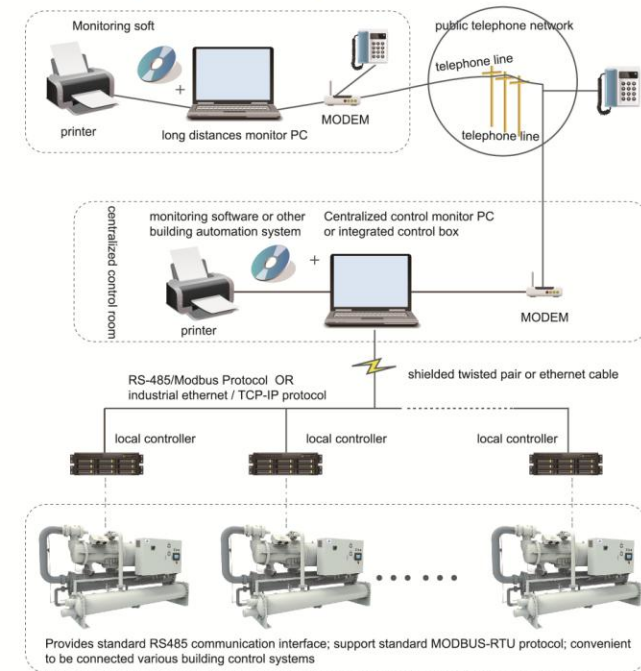 Monitoring soft
public telephone network
telephone line
telephone line
+
printer
long distances monitor PC
MODEM
centralized control room
monitoring software or other
building automation system
Centralized control monitor PC
or integrated control box
+
printer
MODEM
RS-485/Modbus Protocol OR
industrial ethernet / TCP-IP protocol
shielded twisted pair or ethernet cable
local controller
local controller
local controller
Provides standard RS485 communication interface; support standard MODBUS-RTU protocol; convenient
to be connected various building control systems